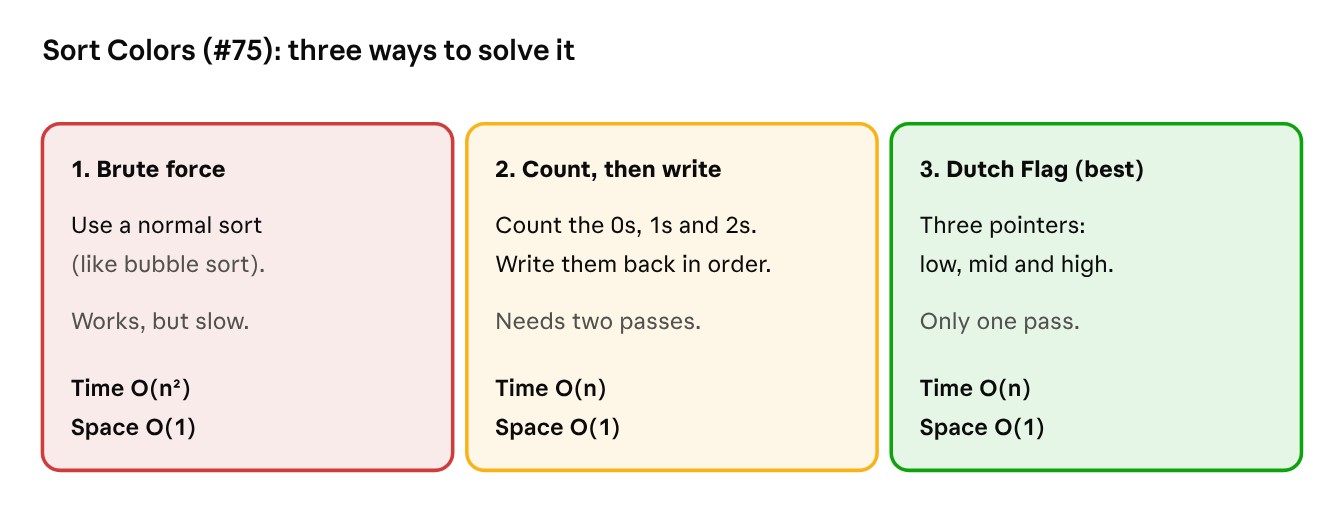 Sort Colors (#75): three ways to solve it
1. Brute force
Use a normal sort
(like bubble sort).
Works, but slow.
Time O(n²)
Space O(1)
2. Count, then write
Count the 0s, 1s and 2s.
Write them back in order.
Needs two passes.
Time O(n)
Space O(1)
3. Dutch Flag (best)
Three pointers:
low, mid and high.
Only one pass.
Time O(n)
Space O(1)